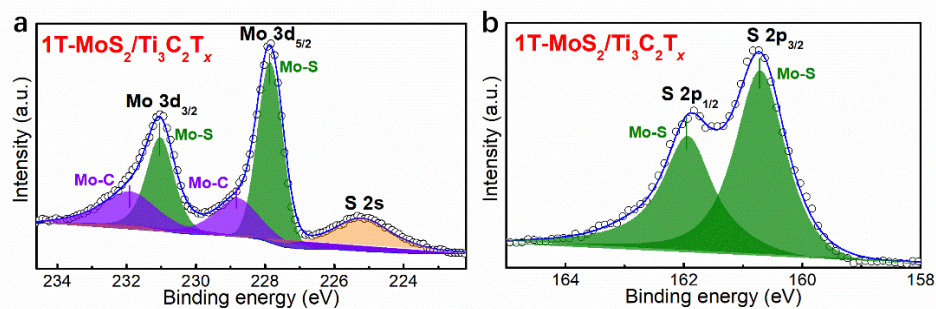 a
1T-MoS₂/Ti₃C₂Tₓ
Mo 3d₅/₂
Mo-S
Mo 3d₃/₂
Mo-S
Mo-C
Mo-C
S 2s
Intensity (a.u.)
234 232 230 228 226 224
Binding energy (eV)
b
1T-MoS₂/Ti₃C₂Tₓ
S 2p₃/₂
Mo-S
S 2p₁/₂
Mo-S
Intensity (a.u.)
164 162 160 158
Binding energy (eV)